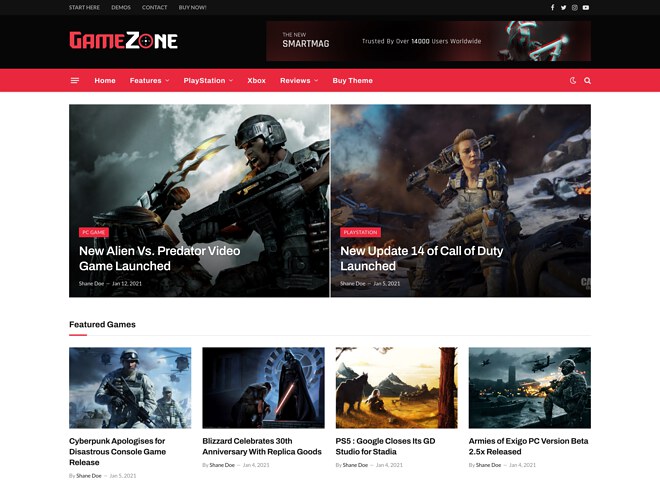 START HERE DEMOS CONTACT BUY NOW!
GAMEZONE
THE NEW
SMARTMAG
Trusted By Over 14000 Users Worldwide
Home Features PlayStation Xbox Reviews Buy Theme
PC GAME
New Alien Vs. Predator Video
Game Launched
Shane Doe — Jan 12, 2021
PLAYSTATION
New Update 14 of Call of Duty
Launched
Shane Doe — Jan 5, 2021
Featured Games
Cyberpunk Apologises for
Disastrous Console Game
Release
By Shane Doe — Jan 5, 2021
Blizzard Celebrates 30th
Anniversary With Replica Goods
By Shane Doe — Jan 4, 2021
PS5 : Google Closes Its GD
Studio for Stadia
By Shane Doe — Jan 4, 2021
Armies of Exigo PC Version Beta
2.5x Released
By Shane Doe — Jan 4, 2021